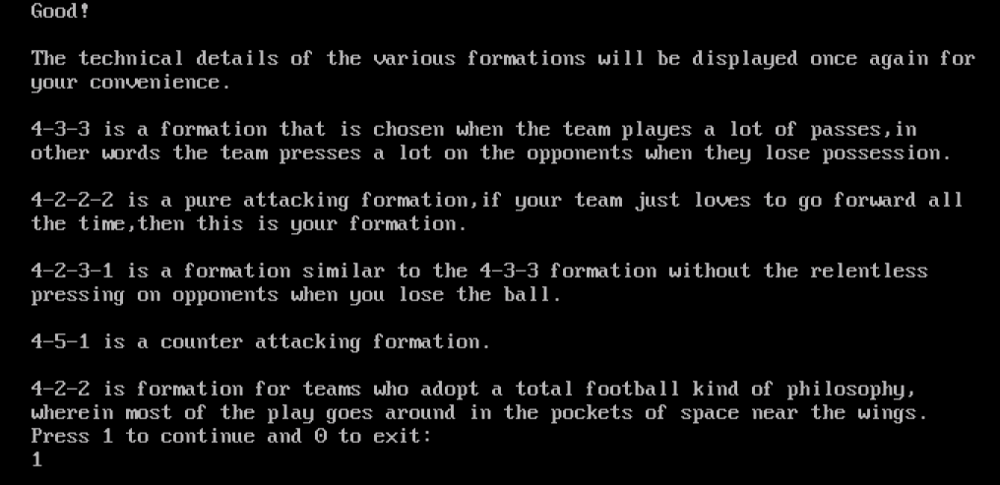 Good!
The technical details of the various formations will be displayed once again for
your convenience.
4-3-3 is a formation that is chosen when the team playes a lot of passes,in
other words the team presses a lot on the opponents when they lose possession.
4-2-2-2 is a pure attacking formation,if your team just loves to go forward all
the time,then this is your formation.
4-2-3-1 is a formation similar to the 4-3-3 formation without the relentless
pressing on opponents when you lose the ball.
4-5-1 is a counter attacking formation.
4-2-2 is formation for teams who adopt a total football kind of philosophy,
wherein most of the play goes around in the pockets of space near the wings.
Press 1 to continue and 0 to exit:
1